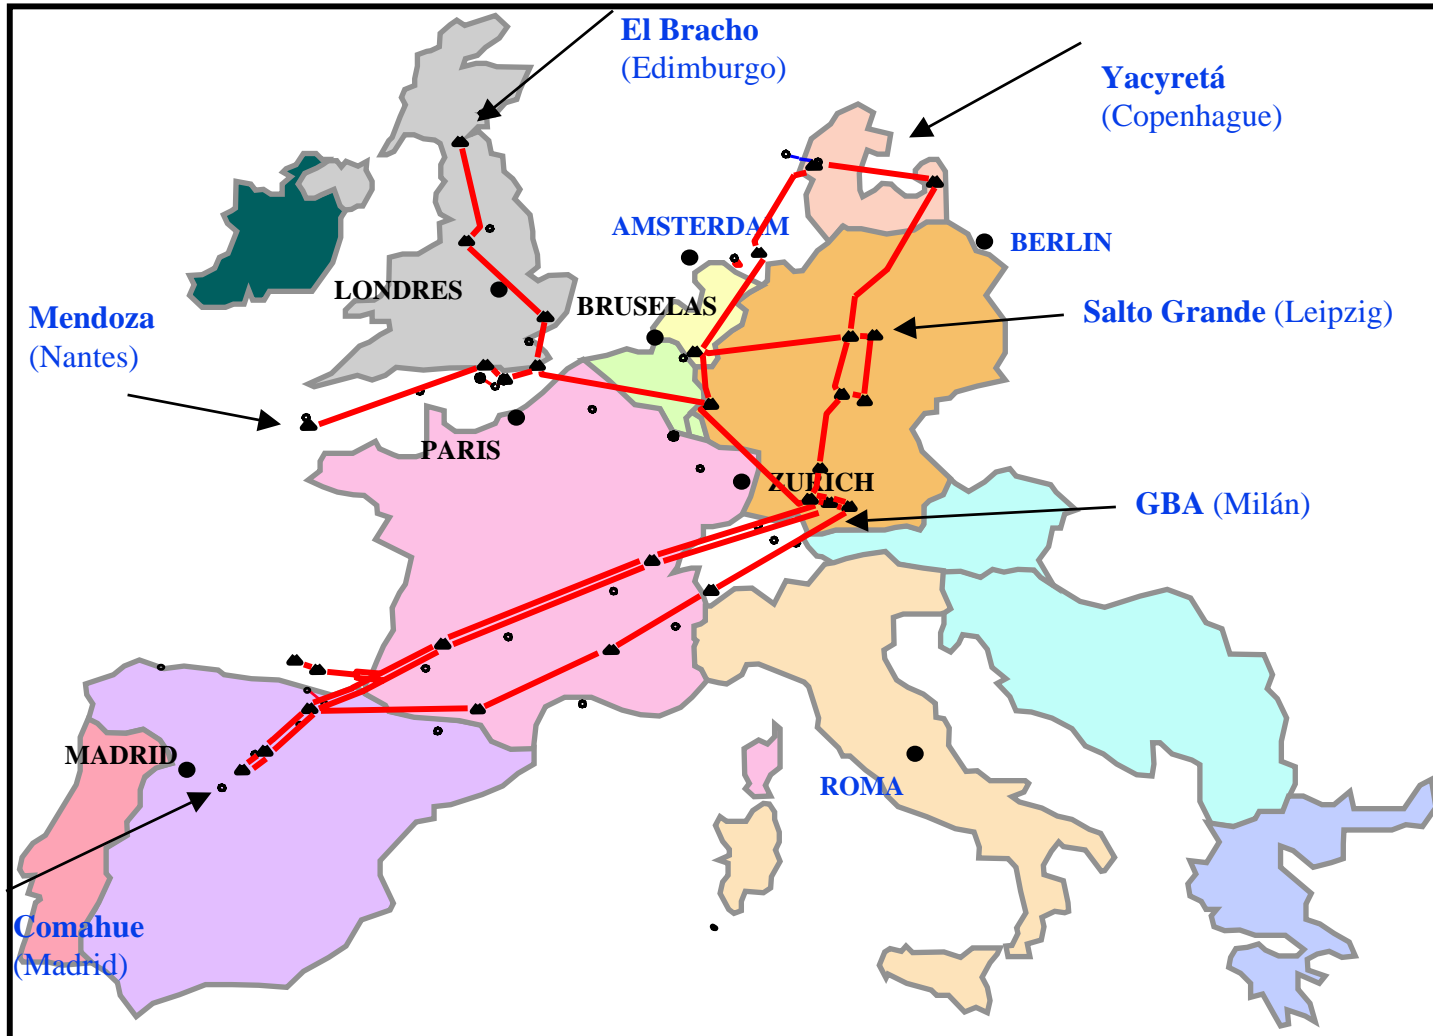 El Bracho
(Edimburgo)
Yacyretá
(Copenhague)
AMSTERDAM
BERLIN
LONDRES
BRUSELAS
Mendoza
(Nantes)
Salto Grande (Leipzig)
PARIS
ZURICH
GBA (Milán)
MADRID
ROMA
Comahue
(Madrid)